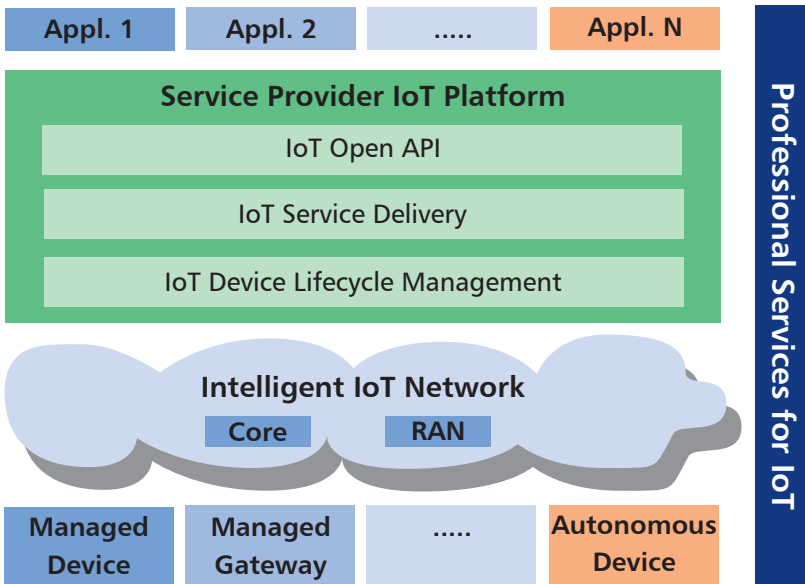 Appl. 1
Appl. 2
.....
Appl. N
Service Provider IoT Platform
IoT Open API
IoT Service Delivery
IoT Device Lifecycle Management
Intelligent IoT Network
Core
RAN
Managed
Device
Managed
Gateway
.....
Autonomous
Device
Professional Services for IoT